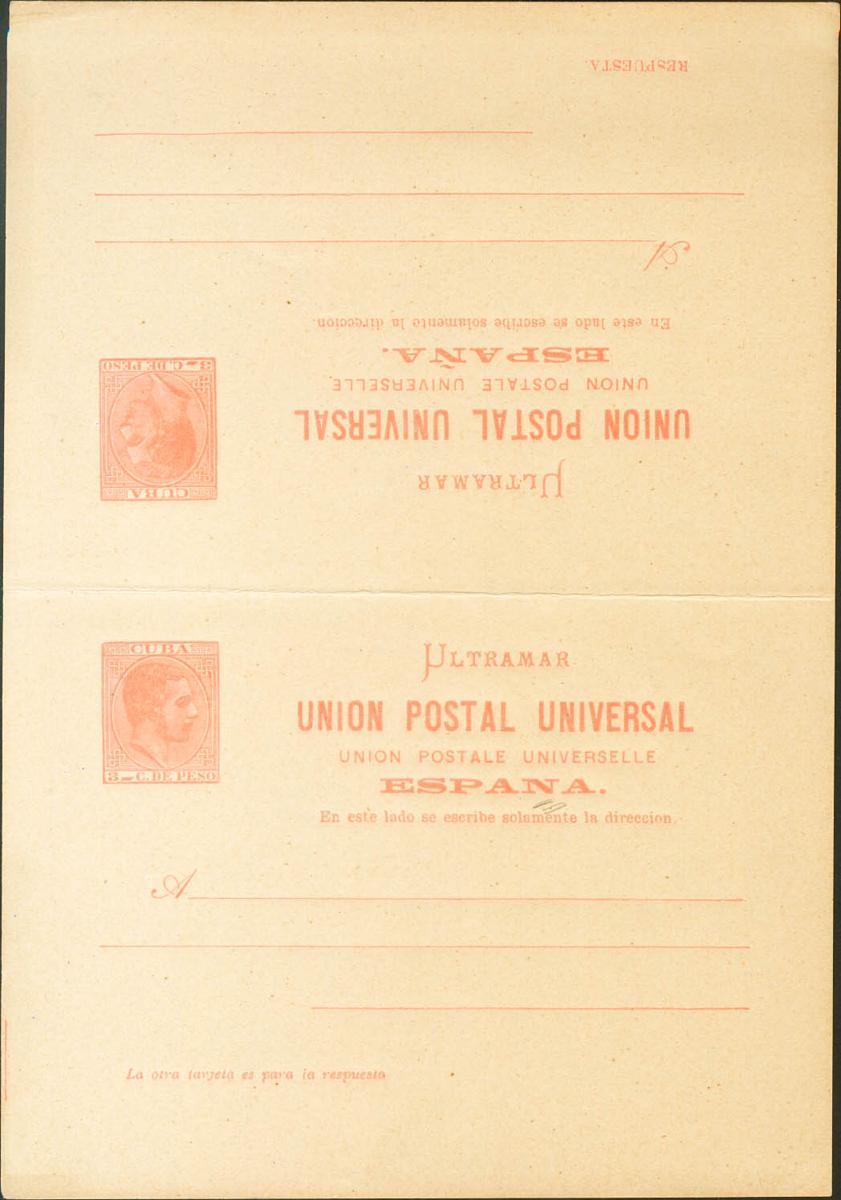 RESPUESTA.
A
En este lado se escribe solamente la direccion.
ESPAÑA.
UNION POSTALE UNIVERSELLE
UNION POSTAL UNIVERSAL
ULTRAMAR
3 C. DE PESO
CUBA
CUBA
3 C. DE PESO
ULTRAMAR
UNION POSTAL UNIVERSAL
UNION POSTALE UNIVERSELLE
ESPAÑA.
En este lado se escribe solamente la direccion.
A
La otra tarjeta es para la respuesta